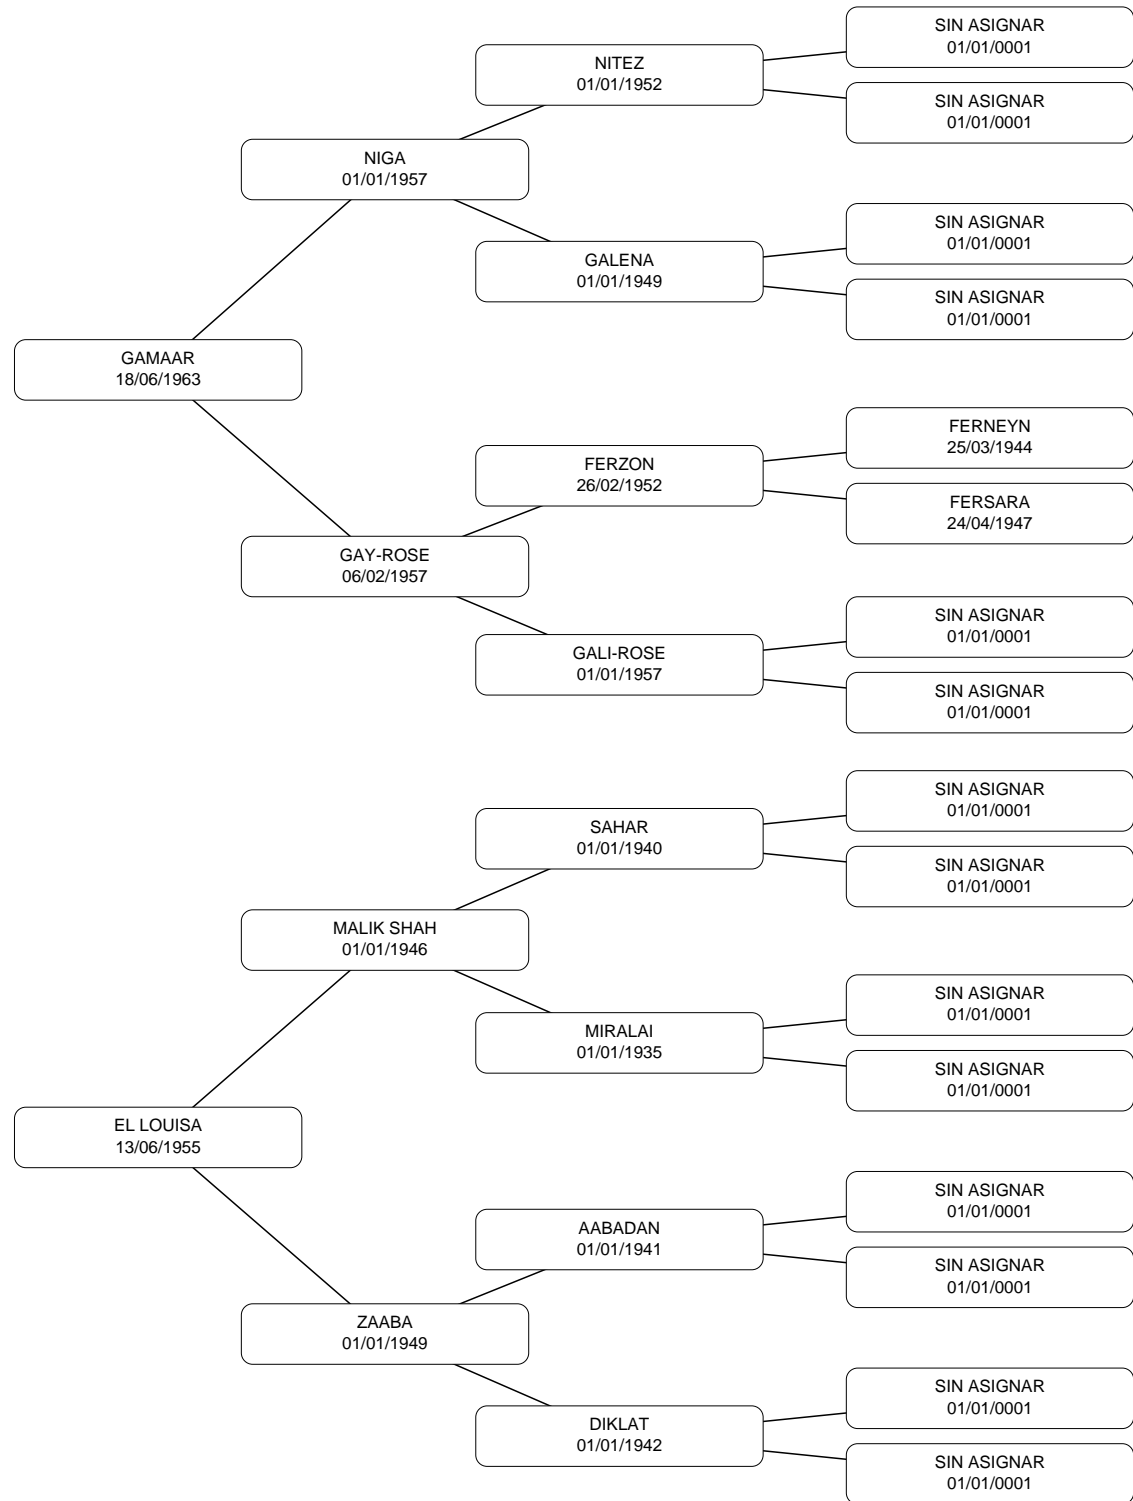 SIN ASIGNAR
01/01/0001
NITEZ
01/01/1952
SIN ASIGNAR
01/01/0001
NIGA
01/01/1957
SIN ASIGNAR
01/01/0001
GALENA
01/01/1949
SIN ASIGNAR
01/01/0001
GAMAAR
18/06/1963
FERNEYN
25/03/1944
FERZON
26/02/1952
FERSARA
24/04/1947
GAY-ROSE
06/02/1957
SIN ASIGNAR
01/01/0001
GALI-ROSE
01/01/1957
SIN ASIGNAR
01/01/0001
SIN ASIGNAR
01/01/0001
SAHAR
01/01/1940
SIN ASIGNAR
01/01/0001
MALIK SHAH
01/01/1946
SIN ASIGNAR
01/01/0001
MIRALAI
01/01/1935
SIN ASIGNAR
01/01/0001
EL LOUISA
13/06/1955
SIN ASIGNAR
01/01/0001
AABADAN
01/01/1941
SIN ASIGNAR
01/01/0001
ZAABA
01/01/1949
SIN ASIGNAR
01/01/0001
DIKLAT
01/01/1942
SIN ASIGNAR
01/01/0001